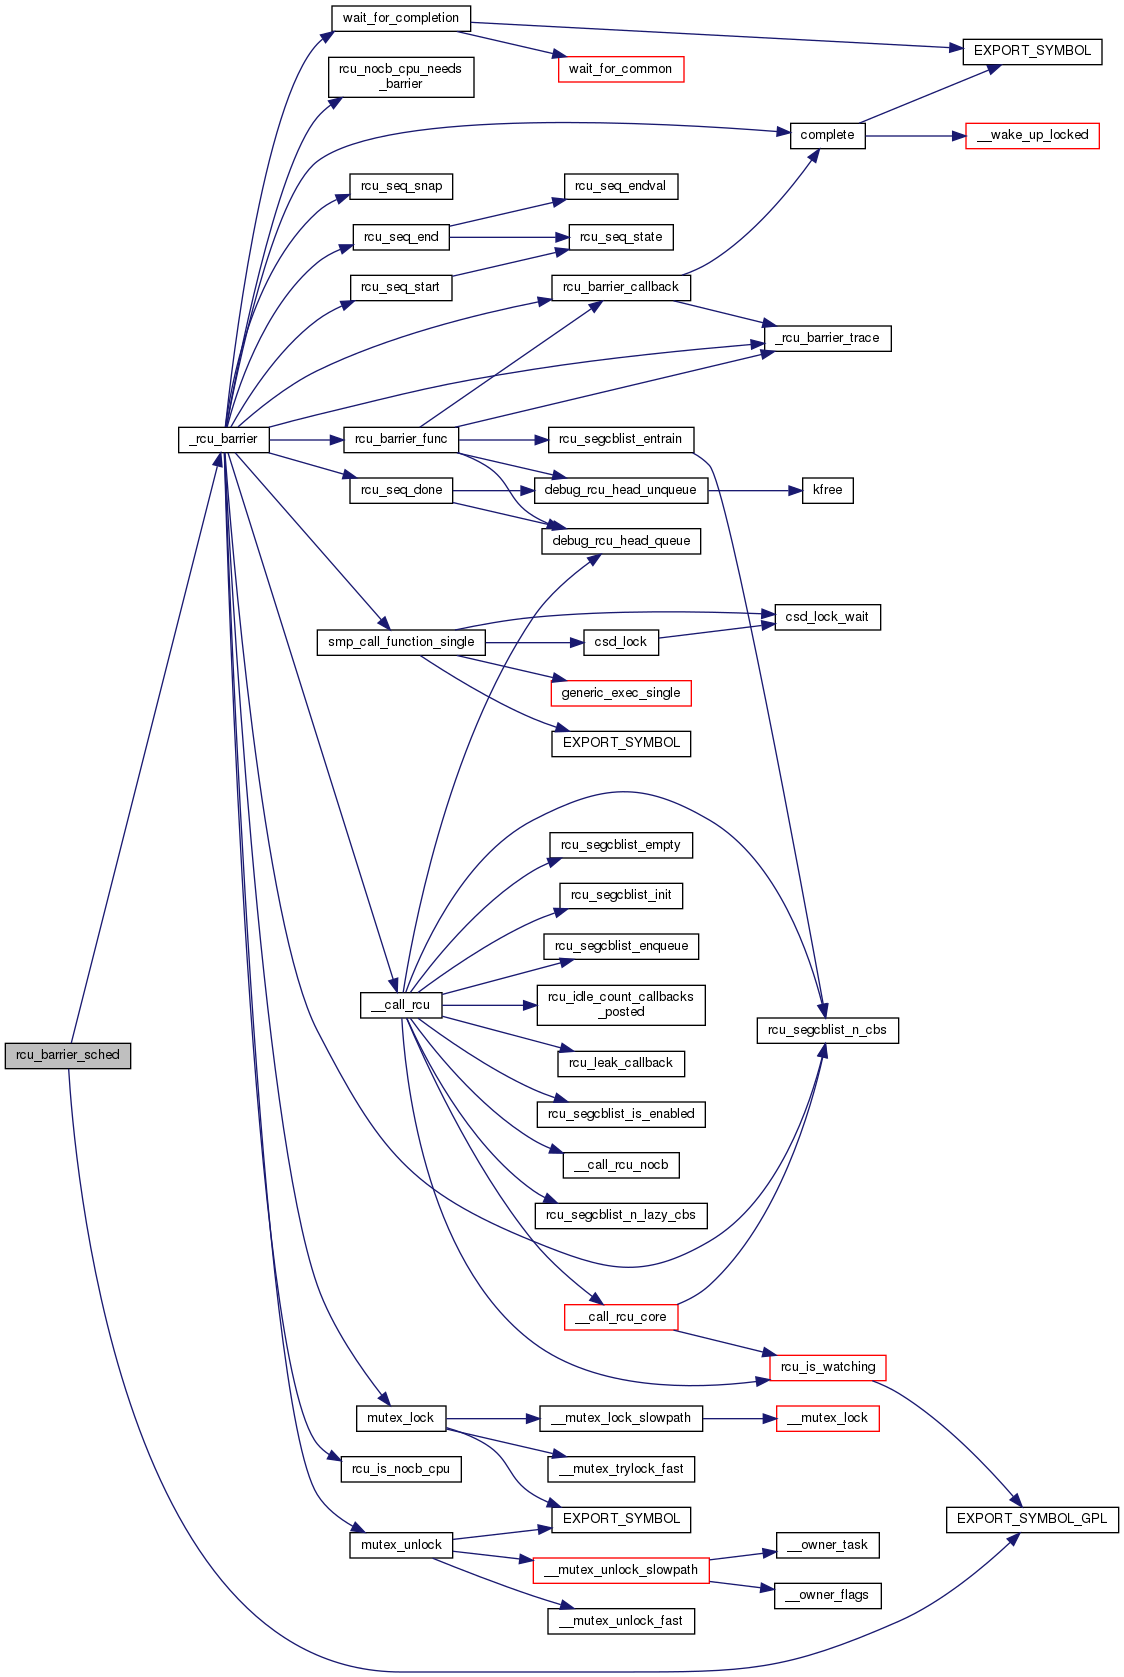 wait_for_completion
EXPORT_SYMBOL
wait_for_common
rcu_nocb_cpu_needs
_barrier
complete
__wake_up_locked
rcu_seq_snap
rcu_seq_endval
rcu_seq_end
rcu_seq_state
rcu_seq_start
rcu_barrier_callback
_rcu_barrier_trace
_rcu_barrier
rcu_barrier_func
rcu_segcblist_entrain
rcu_seq_done
debug_rcu_head_unqueue
kfree
debug_rcu_head_queue
csd_lock_wait
smp_call_function_single
csd_lock
generic_exec_single
EXPORT_SYMBOL
rcu_segcblist_empty
rcu_segcblist_init
rcu_segcblist_enqueue
__call_rcu
rcu_idle_count_callbacks
_posted
rcu_segcblist_n_cbs
rcu_barrier_sched
rcu_leak_callback
rcu_segcblist_is_enabled
__call_rcu_nocb
rcu_segcblist_n_lazy_cbs
__call_rcu_core
rcu_is_watching
mutex_lock
__mutex_lock_slowpath
__mutex_lock
rcu_is_nocb_cpu
__mutex_trylock_fast
EXPORT_SYMBOL
EXPORT_SYMBOL_GPL
mutex_unlock
__owner_task
__mutex_unlock_slowpath
__owner_flags
__mutex_unlock_fast